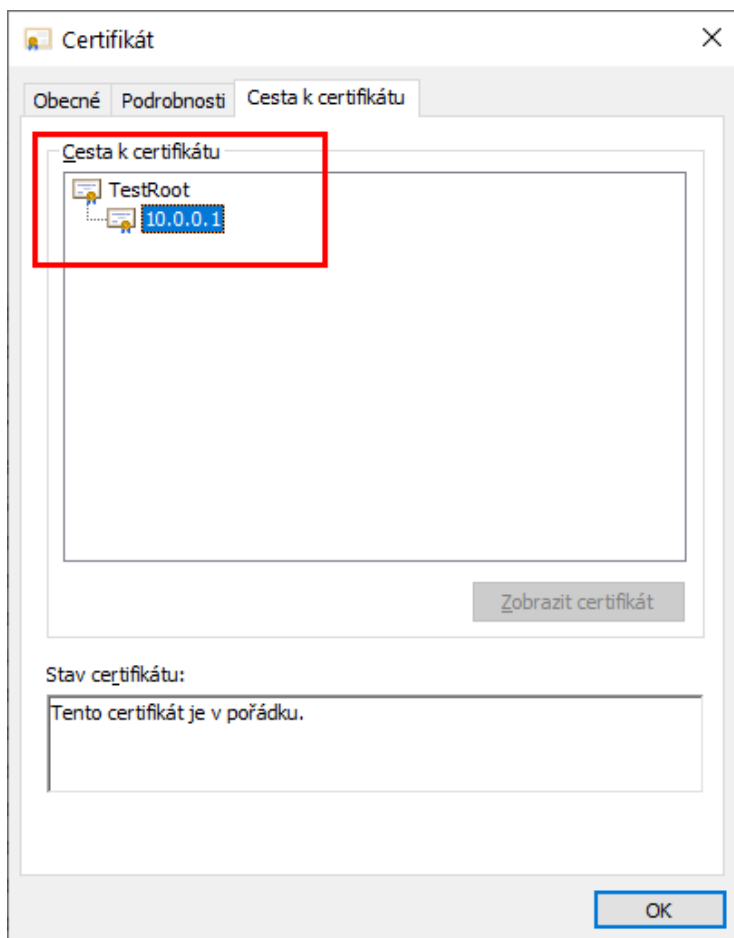 Certifikát
Obecné Podrobnosti Cesta k certifikátu
Cesta k certifikátu
TestRoot
10.0.0.1
Zobrazit certifikát
Stav certifikátu:
Tento certifikát je v pořádku.
OK